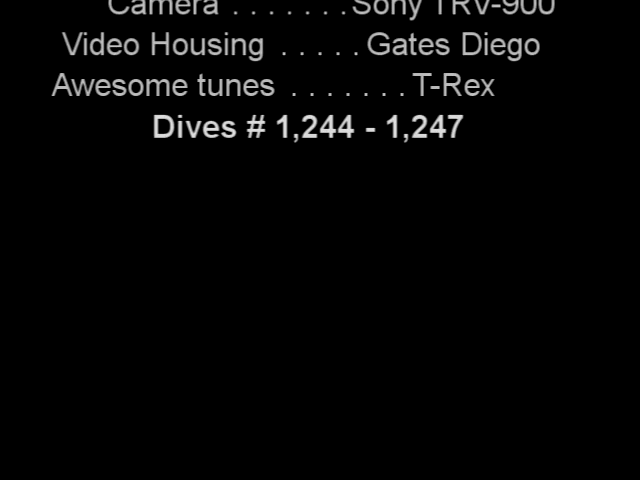 Camera . . . . . . . Sony TRV-900
Video Housing . . . . . Gates Diego
Awesome tunes . . . . . . . T-Rex
Dives # 1,244 - 1,247